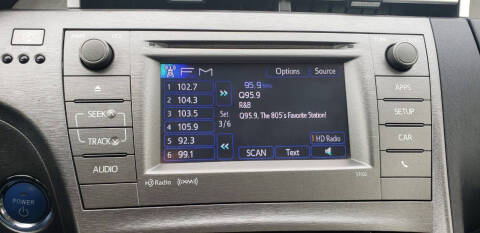 FM
Options
Source
1 102.7
2 104.3
3 103.5
4 105.9
5 92.3
6 99.1
Set
3/6
95.9
Q95.9
R&B
Q95.9, The 805's Favorite Station!
HD Radio
SCAN
Text
SEEK
TRACK
AUDIO
APPS
SETUP
CAR
HD Radio
((XM))
POWER